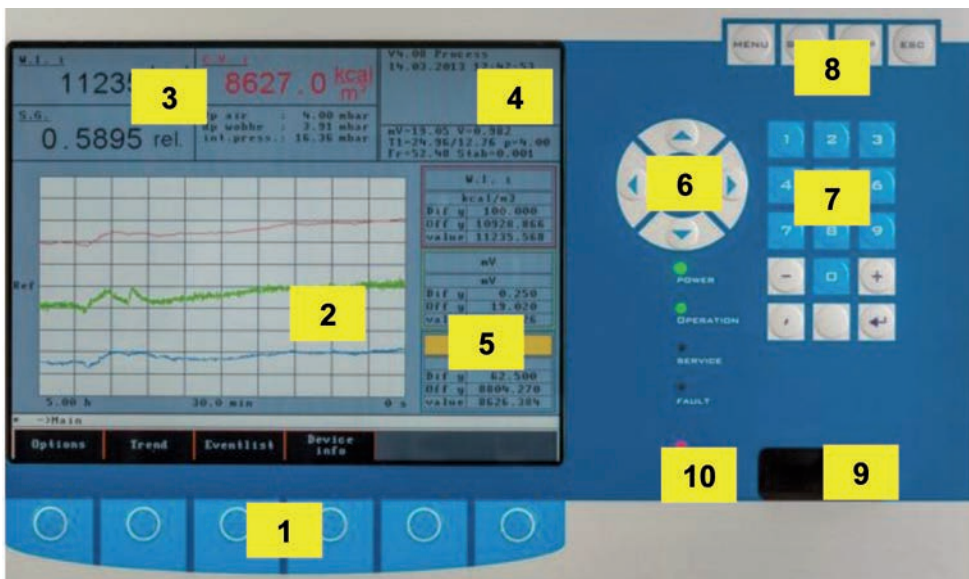 W.I. :
1123
3
C.V. :
8627.0 kcal
m³
V4.00 Process
14.03.2013
4
S.G.
0.5895 rel.
dp air : 4.00 mbar
dp wobbe : 3.91 mbar
int.press.: 16.36 mbar
mV=19.05 V=0.982
T1=24.96/12.76 p=4.00
Fr=52.48 Stab=0.001
W.I. :
kcal/m3
Dif y 100.000
Off y 10928.866
value 11235.568
mV
mV
Dif y 0.250
Off y 19.020
26
5
Dif y 62.500
Off y 8804.270
value 8626.384
Ref
2
5.00 h
30.0 min
0 s
* ->Main
Options
Trend
Eventlist
Device
info
1
MENU
ESC
8
6
1
2
3
4
7
6
7
8
9
-
0
+
,
POWER
OPERATION
SERVICE
FAULT
10
9